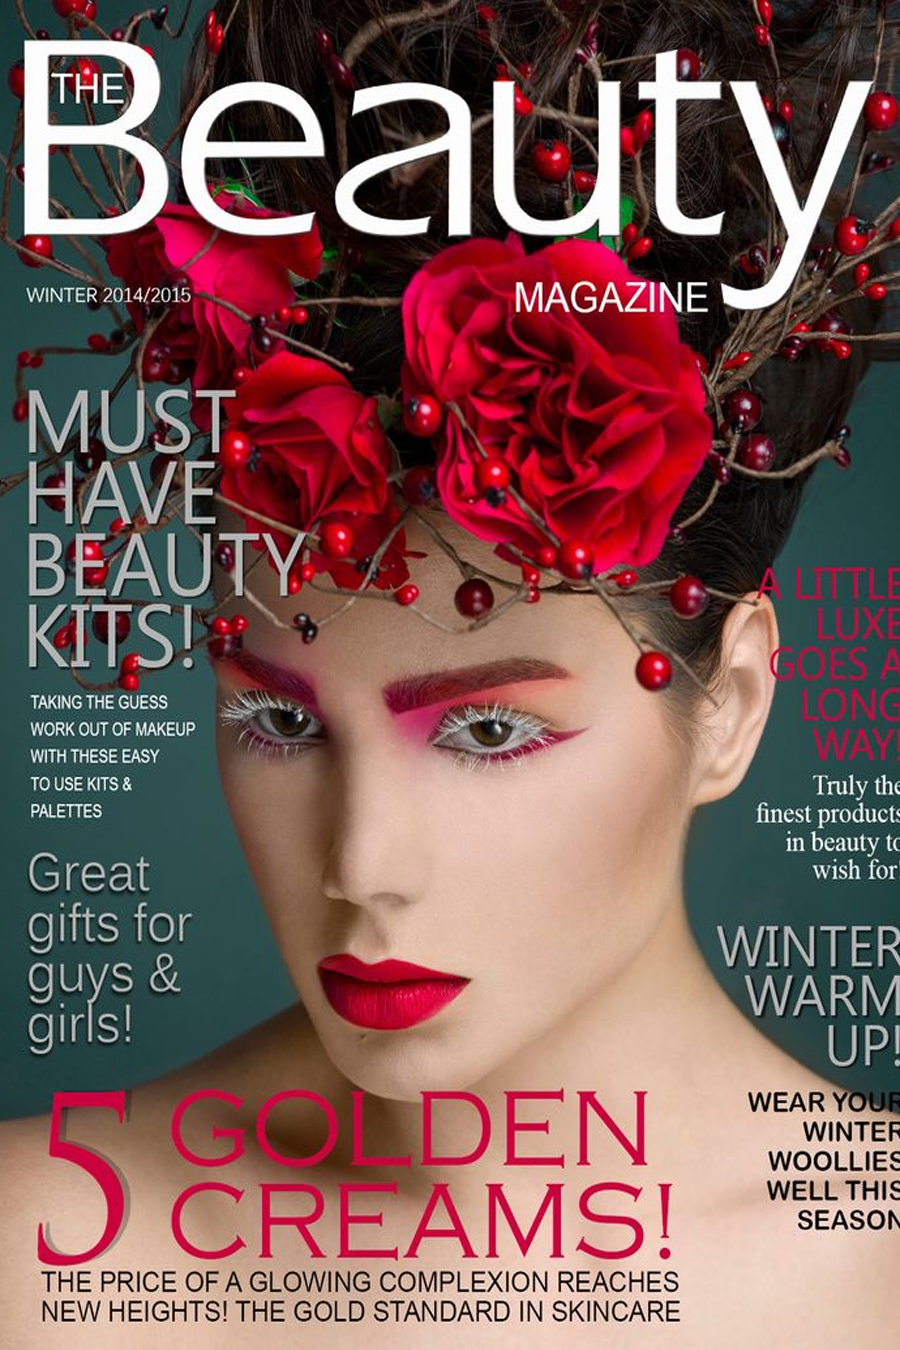 THE
Beauty
MAGAZINE
WINTER 2014/2015
MUST
HAVE
BEAUTY
KITS!
TAKING THE GUESS
WORK OUT OF MAKEUP
WITH THESE EASY
TO USE KITS &
PALETTES
Great
gifts for
guys &
girls!
A LITTLE
LUXE
GOES A
LONG
WAY!
Truly the
finest products
in beauty to
wish for!
WINTER
WARM
UP!
WEAR YOUR
WINTER
WOOLLIES
WELL THIS
SEASON
5 GOLDEN
CREAMS!
THE PRICE OF A GLOWING COMPLEXION REACHES
NEW HEIGHTS! THE GOLD STANDARD IN SKINCARE